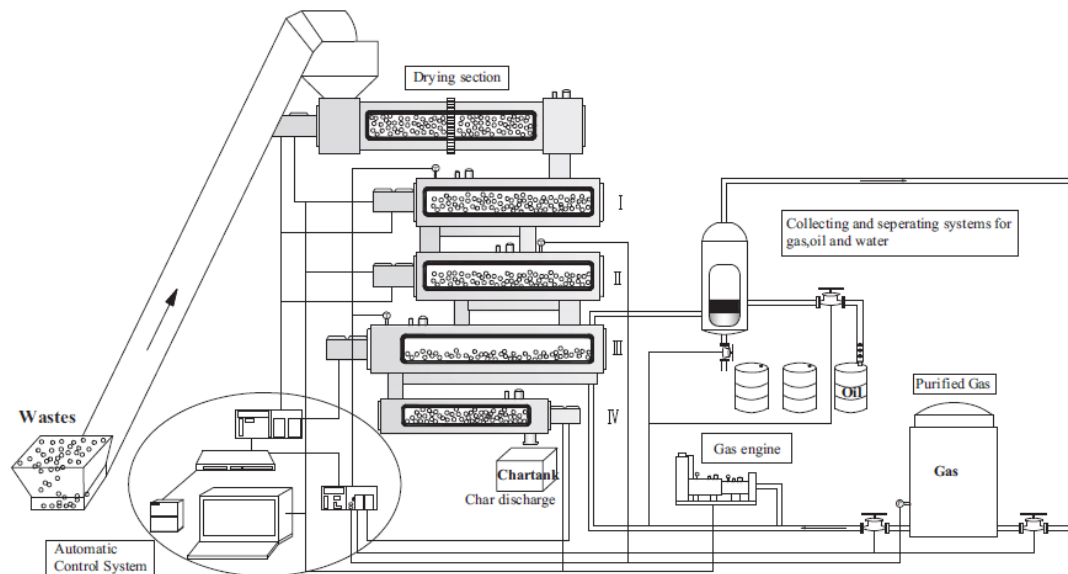 Drying section
I
Collecting and seperating systems for
gas,oil and water
II
III
Oil
Purified Gas
Wastes
IV
Gas engine
Chartank
Gas
Char discharge
Automatic
Control System